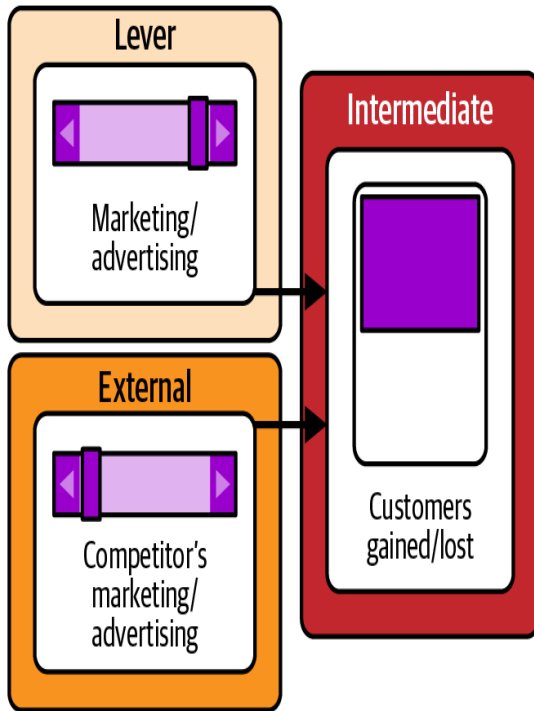 Lever
Marketing/
advertising
External
Competitor’s
marketing/
advertising
Intermediate
Customers
gained/lost